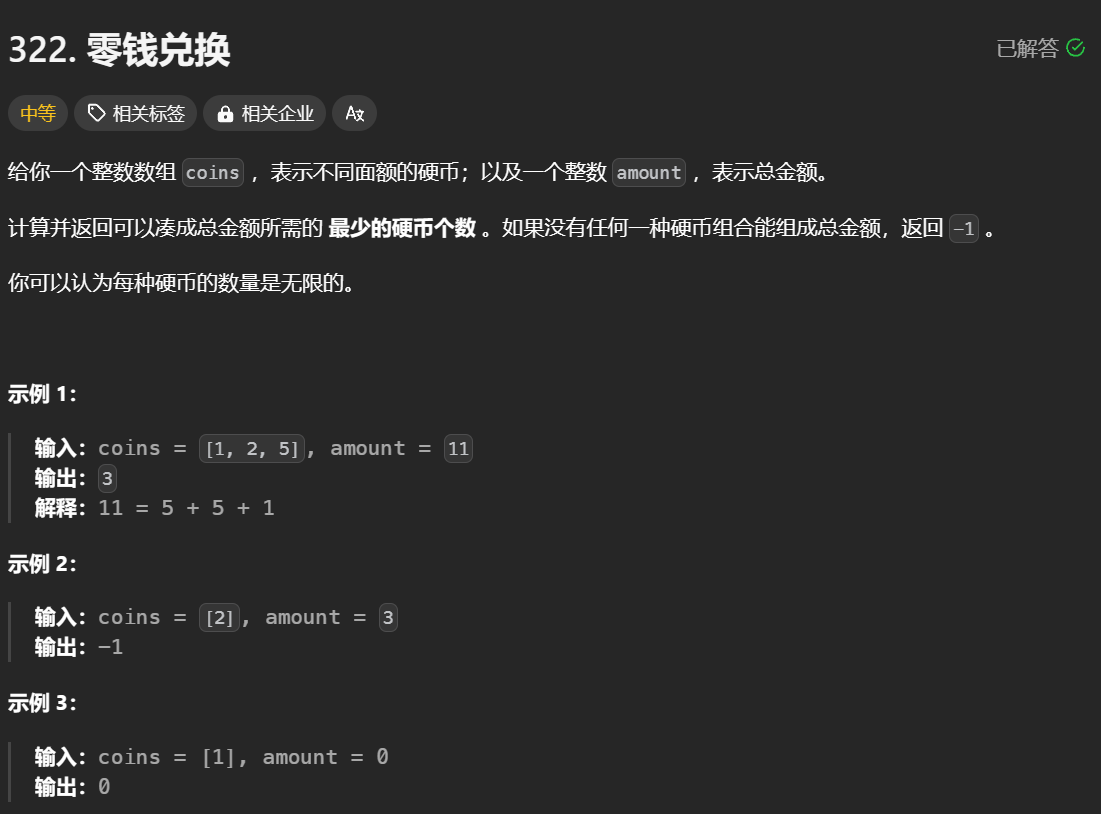 322. 零钱兑换
已解答
中等 相关标签 相关企业 Ax
给你一个整数数组 coins ，表示不同面额的硬币；以及一个整数 amount ，表示总金额。
计算并返回可以凑成总金额所需的 最少的硬币个数 。如果没有任何一种硬币组合能组成总金额，返回 -1 。
你可以认为每种硬币的数量是无限的。
示例 1：
输入：coins = [1, 2, 5], amount = 11
输出：3
解释：11 = 5 + 5 + 1
示例 2：
输入：coins = [2], amount = 3
输出：-1
示例 3：
输入：coins = [1], amount = 0
输出：0